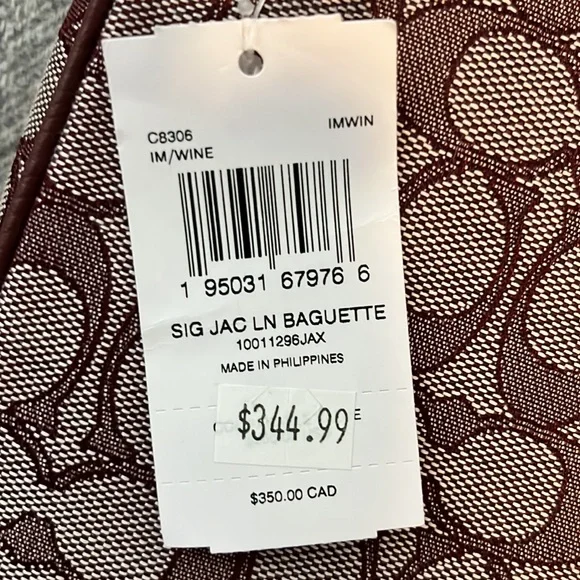 C8306 IMWIN
IM/WINE
1 95031 67976 6
SIG JAC LN BAGUETTE
10011296JAX
MADE IN PHILIPPINES
$344.99
$350.00 CAD